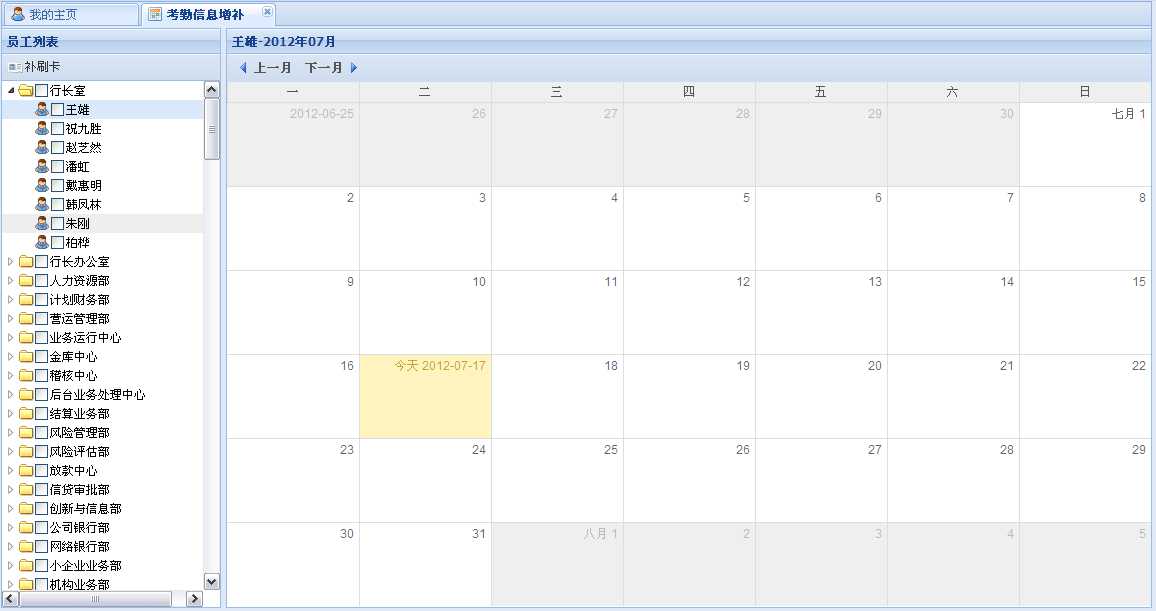 我的主页
考勤信息增补
员工列表
补刷卡
行长室
王雄
祝九胜
赵芝然
潘虹
戴惠明
韩凤林
朱刚
柏桦
行长办公室
人力资源部
计划财务部
营运管理部
业务运行中心
金库中心
稽核中心
后台业务处理中心
结算业务部
风险管理部
风险评估部
放款中心
信贷审批部
创新与信息部
公司银行部
网络银行部
小企业业务部
机构业务部
王雄-2012年07月
上一月 下一月
一 二 三 四 五 六 日
2012-06-25 26 27 28 29 30 七月 1
2 3 4 5 6 7 8
9 10 11 12 13 14 15
16 今天 2012-07-17 18 19 20 21 22
23 24 25 26 27 28 29
30 31 八月 1 2 3 4 5